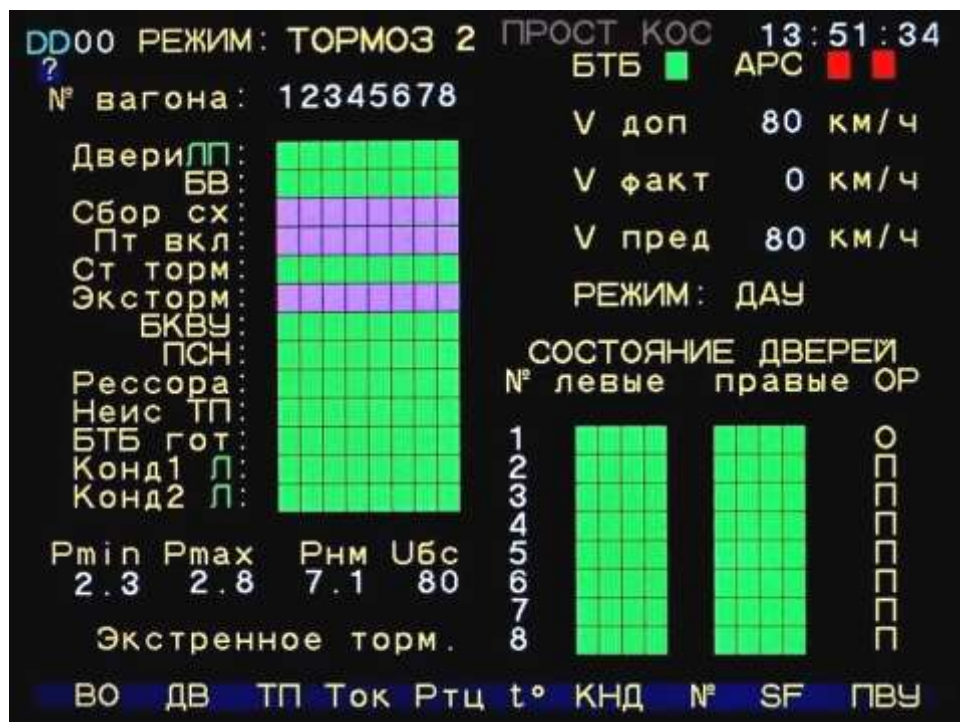 DD00 РЕЖИМ: ТОРМОЗ 2 ПРОСТ КОС 13:51:34
?
БТБ АРС
№ вагона: 12345678
V доп 80 км/ч
ДвериЛП:
БВ:
V факт 0 км/ч
Сбор сх:
Пт вкл:
V пред 80 км/ч
Ст торм:
Эксторм:
РЕЖИМ: ДАУ
БКВУ:
ПСН:
СОСТОЯНИЕ ДВЕРЕЙ
Рессора:
№ левые правые ОР
Неис ТП:
БТБ гот:
1 О
Конд1 Л:
2 П
Конд2 Л:
3 П
4 П
Pmin Pmax Рнм Uбс
5 П
2.3 2.8 7.1 80
6 П
7 П
Экстренное торм.
8 П
ВО ДВ ТП Ток Ртц t° КНД № SF ПВУ